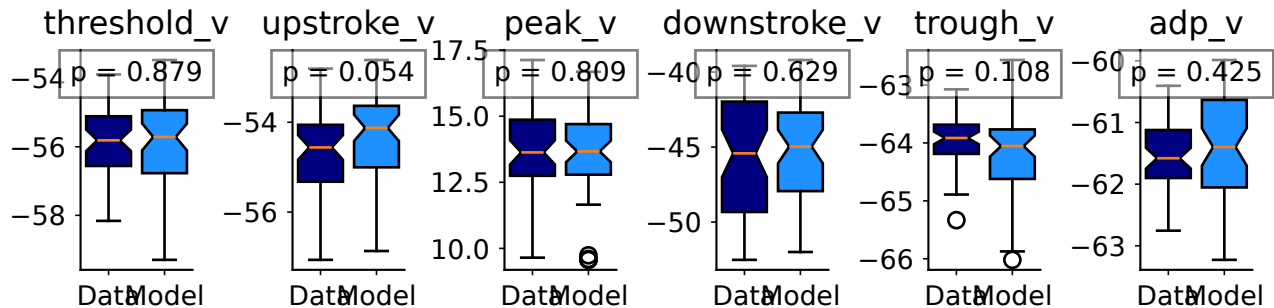 threshold_v
p = 0.879
−54
−56
−58
Data
Model
upstroke_v
p = 0.054
−54
−56
Data
Model
peak_v
p = 0.809
17.5
15.0
12.5
10.0
Data
Model
downstroke_v
p = 0.629
−40
−45
−50
Data
Model
trough_v
p = 0.108
−63
−64
−65
−66
Data
Model
adp_v
p = 0.425
−60
−61
−62
−63
Data
Model